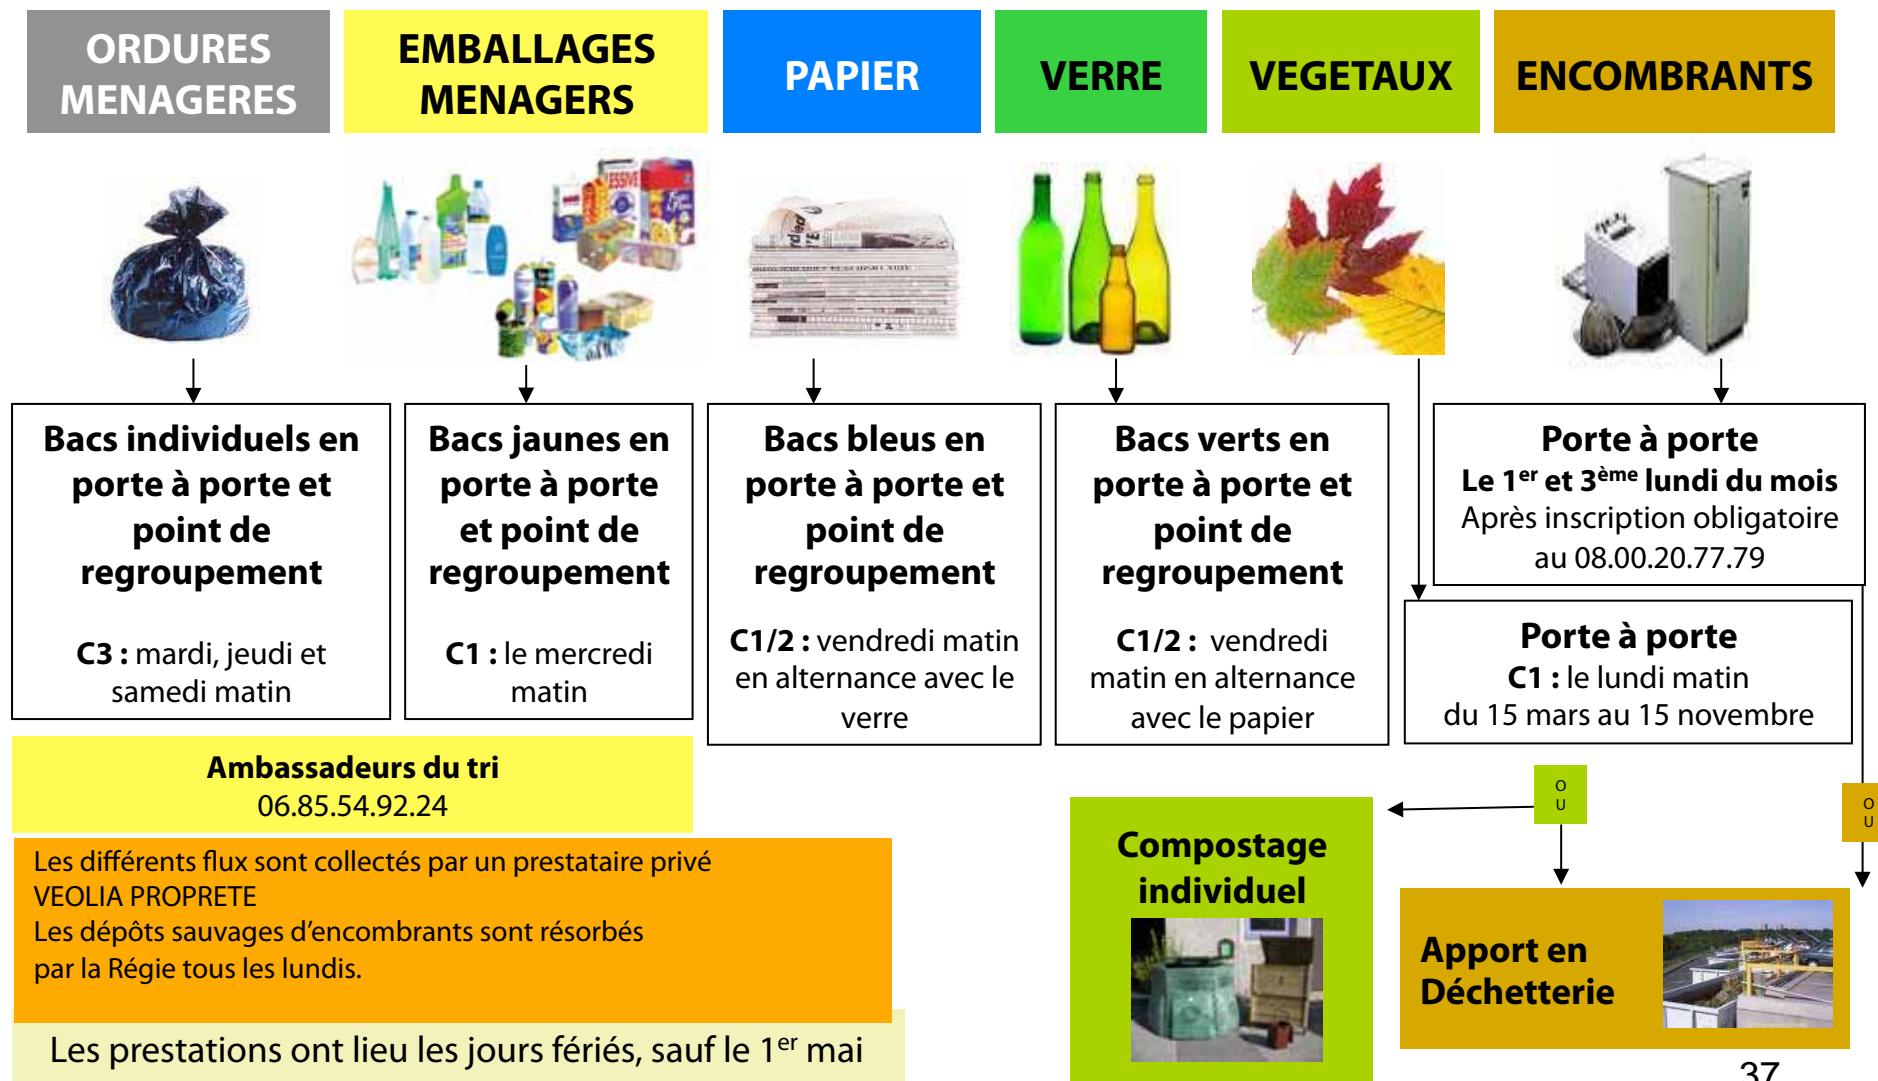 ORDURES
MENAGERES
EMBALLAGES
MENAGERS
PAPIER
VERRE
VEGETAUX
ENCOMBRANTS
Bacs individuels en
porte à porte et
point de
regroupement
C3 : mardi, jeudi et
samedi matin
Bacs jaunes en
porte à porte
et point de
regroupement
C1 : le mercredi
matin
Bacs bleus en
porte à porte et
point de
regroupement
C1/2 : vendredi matin
en alternance avec le
verre
Bacs verts en
porte à porte et
point de
regroupement
C1/2 : vendredi
matin en alternance
avec le papier
Porte à porte
Le 1er et 3ème lundi du mois
Après inscription obligatoire
au 08.00.20.77.79
Porte à porte
C1 : le lundi matin
du 15 mars au 15 novembre
Ambassadeurs du tri
06.85.54.92.24
O
U
O
U
Les différents flux sont collectés par un prestataire privé
VEOLIA PROPRETE
Les dépôts sauvages d'encombrants sont résorbés
par la Régie tous les lundis.
Compostage
individuel
Apport en
Déchetterie
Les prestations ont lieu les jours fériés, sauf le 1er mai
37